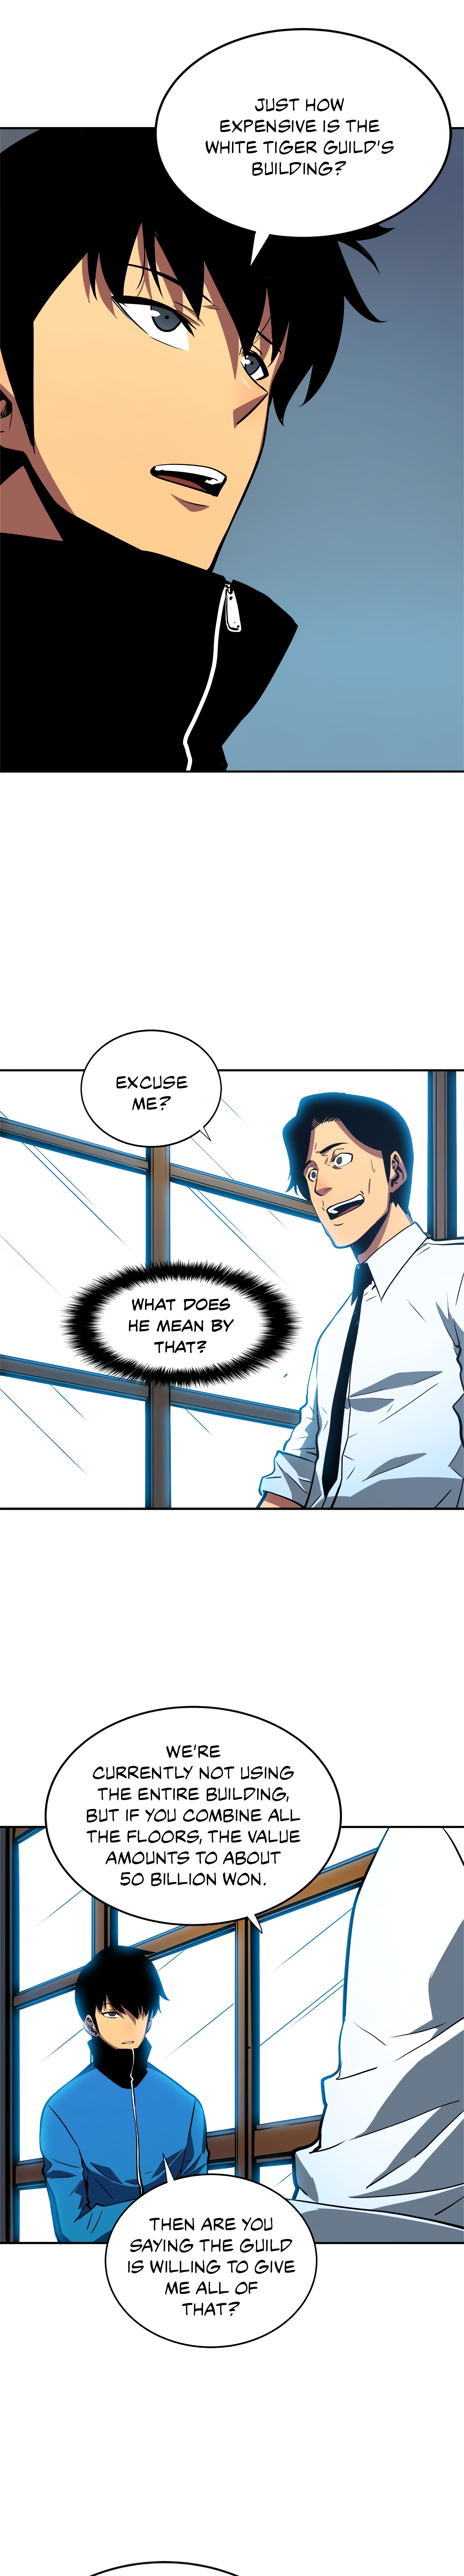 JUST HOW
EXPENSIVE IS THE
WHITE TIGER GUILD'S
BUILDING?
EXCUSE
ME?
WHAT DOES
HE MEAN BY
THAT?
WE'RE
CURRENTLY NOT USING
THE ENTIRE BUILDING,
BUT IF YOU COMBINE ALL
THE FLOORS, THE VALUE
AMOUNTS TO ABOUT
50 BILLION WON.
THEN ARE YOU
SAYING THE GUILD
IS WILLING TO GIVE
ME ALL OF
THAT?